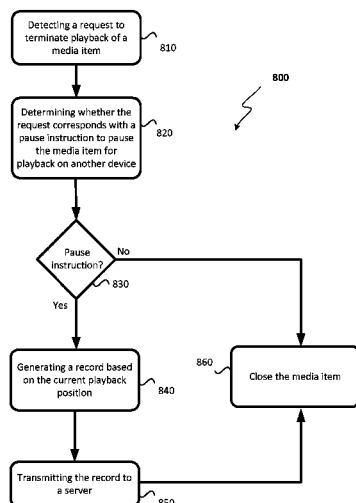 Detecting a request to
terminate playback of a
media item
810
800
Determining whether the
request corresponds with a
pause instruction to pause
the media item for
playback on another device
820
Pause
instruction?
No
830
Yes
Generating a record based
on the current playback
position
840
860
Close the media item
Transmitting the record to
a server
850